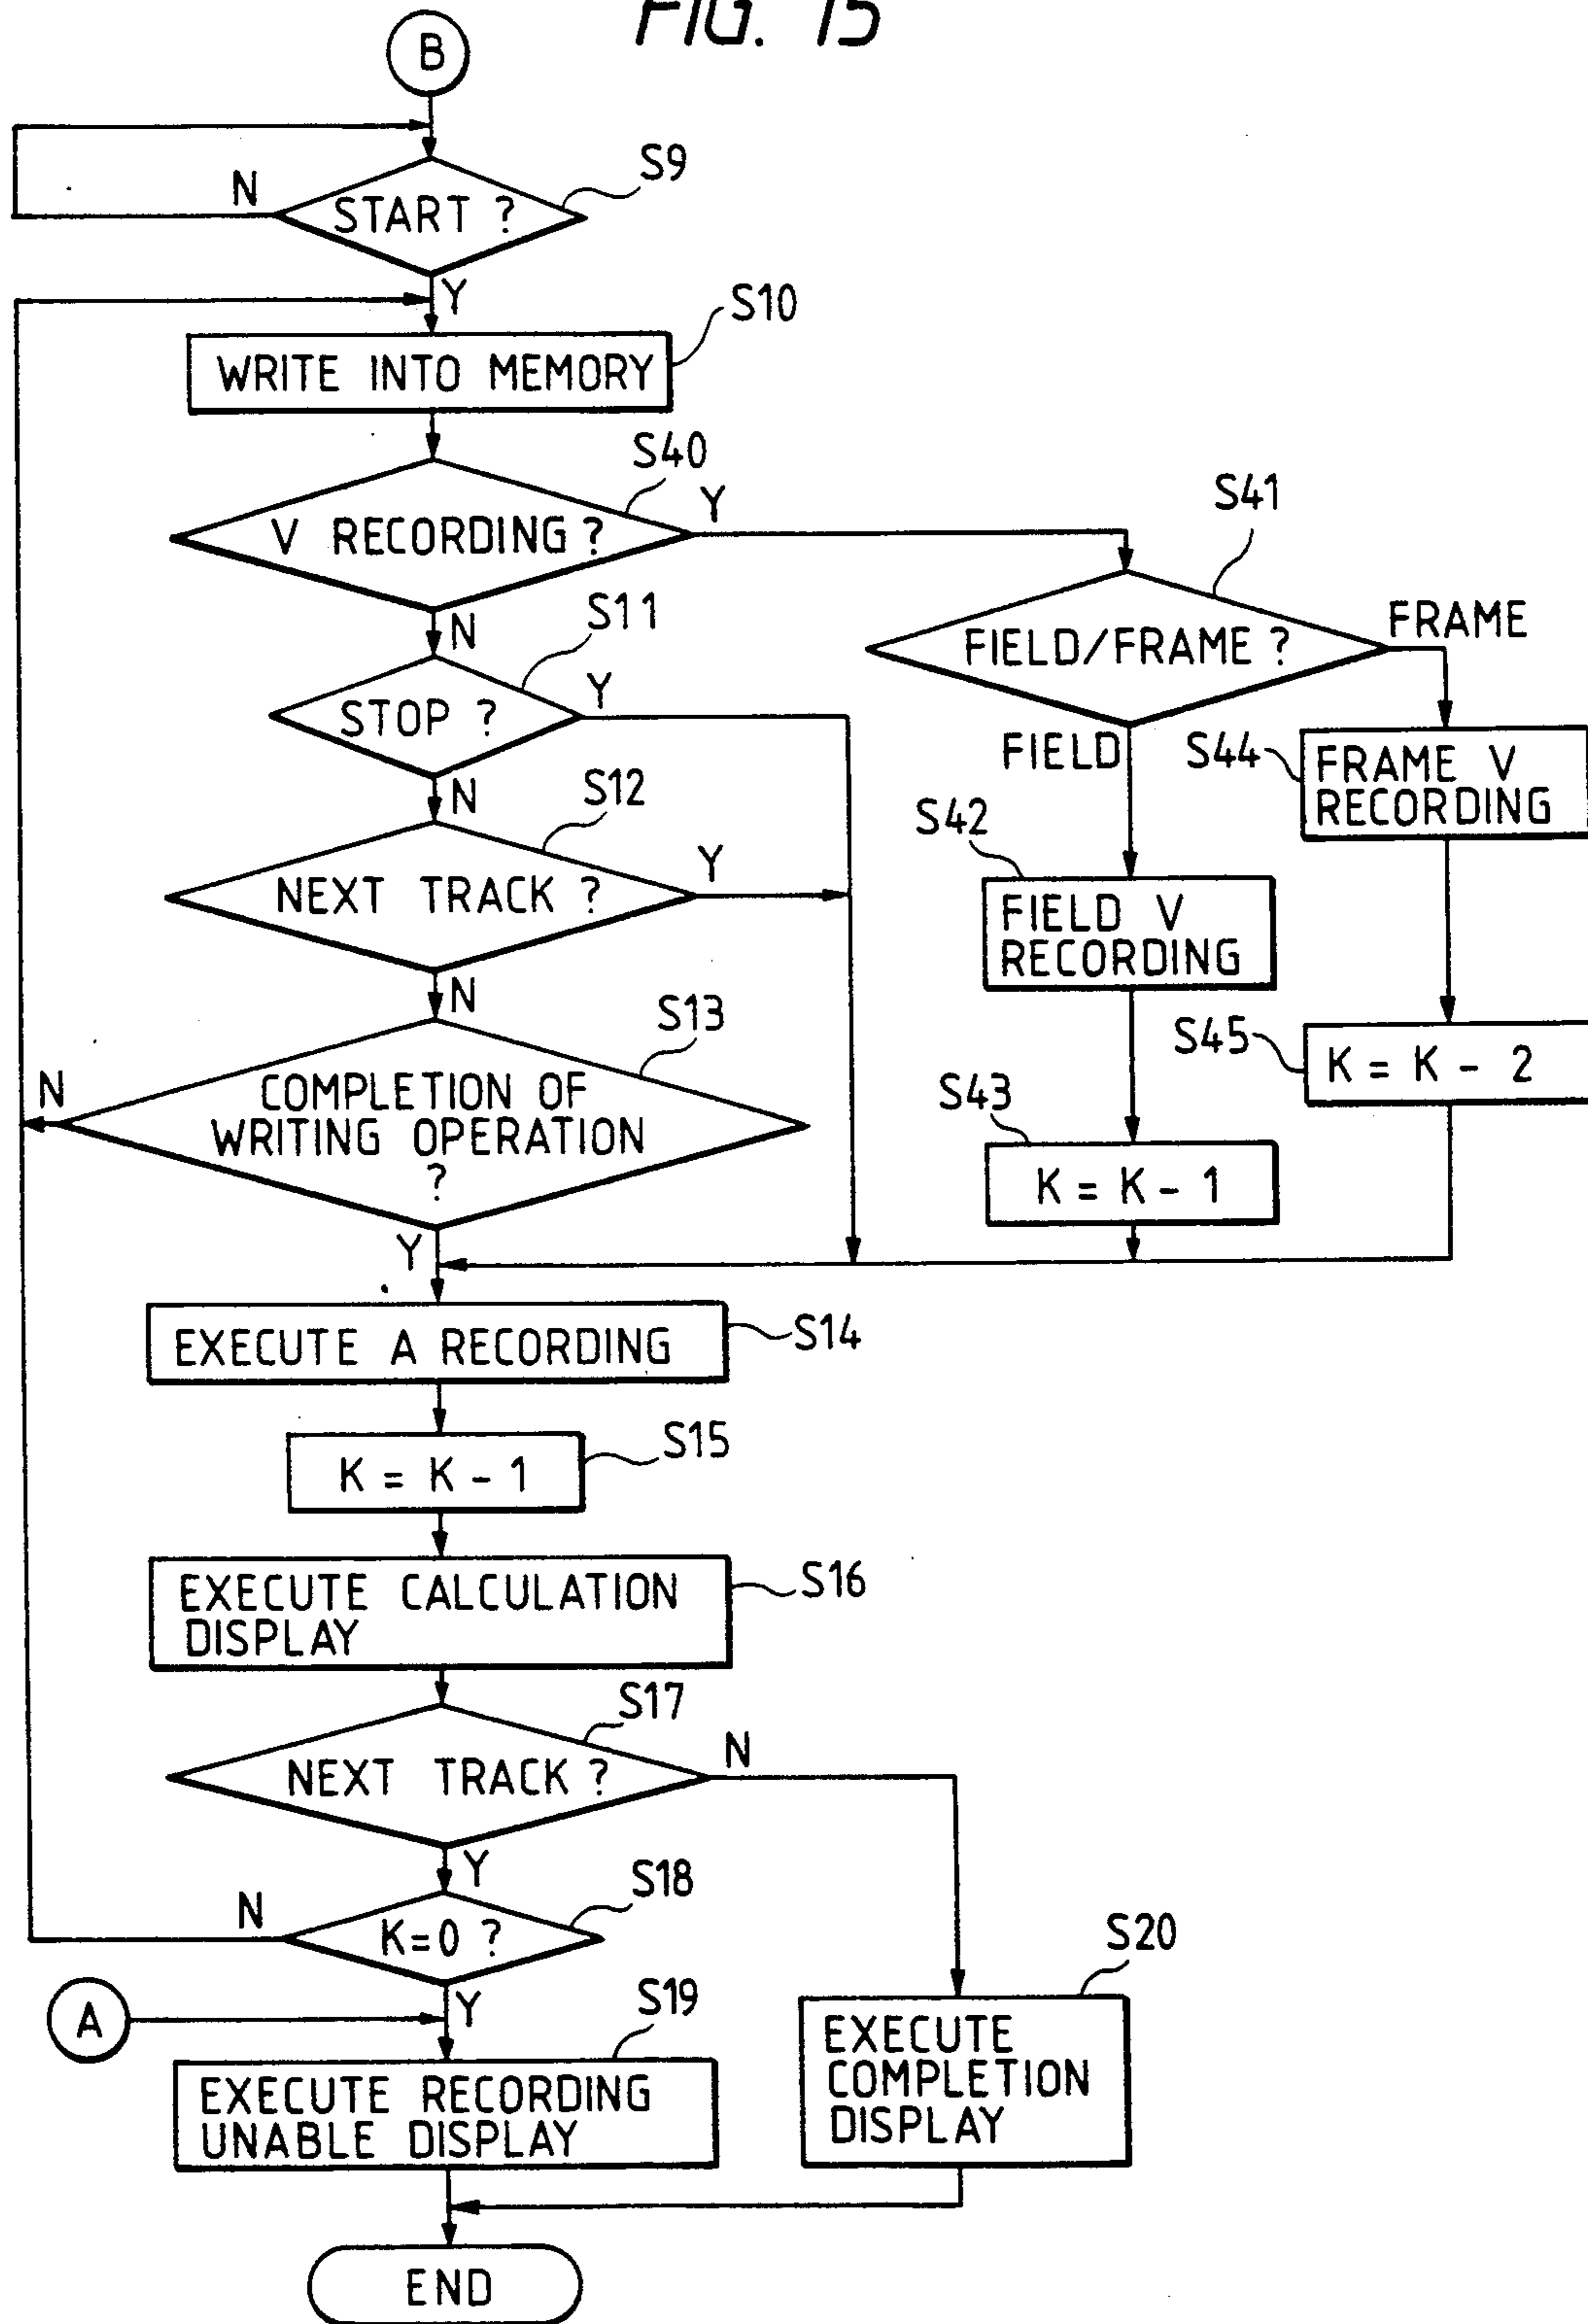 FIG. 15
B
S9
N
START ?
Y
S10
WRITE INTO MEMORY
S40
V RECORDING ?
Y
S41
N
S11
FIELD/FRAME ?
FRAME
STOP ?
Y
FIELD
S44
FRAME V
RECORDING
N
S12
S42
NEXT TRACK ?
Y
FIELD V
RECORDING
N
S13
S45
K = K - 2
N
COMPLETION OF
WRITING OPERATION
?
S43
K = K - 1
Y
EXECUTE A RECORDING
S14
S15
K = K - 1
EXECUTE CALCULATION
DISPLAY
S16
S17
NEXT TRACK ?
N
Y
S18
N
K=0 ?
S20
A
Y
S19
EXECUTE
COMPLETION
DISPLAY
EXECUTE RECORDING
UNABLE DISPLAY
END